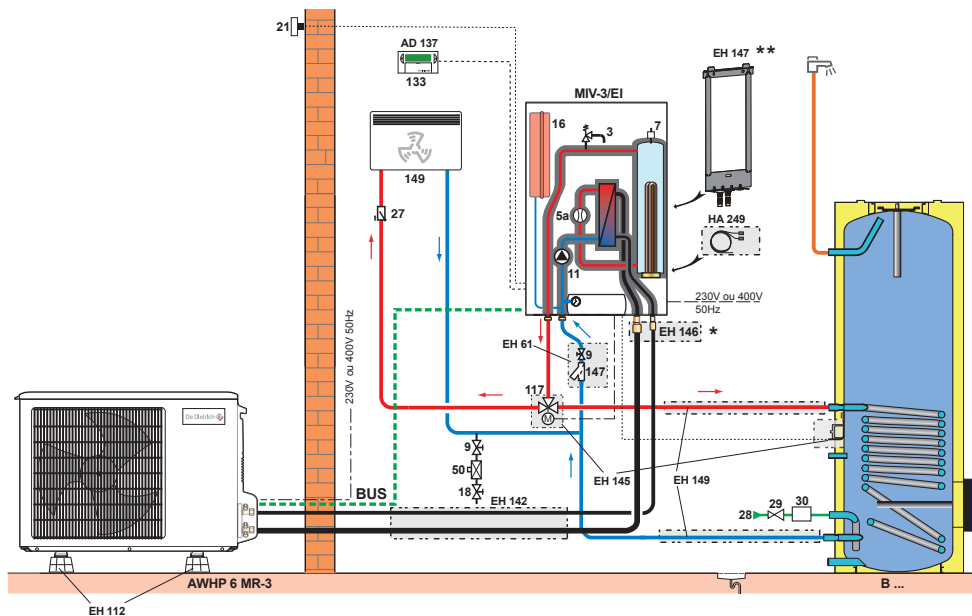 21
AD 137
133
EH 147 **
MIV-3/EI
16
3
7
149
27
5a
HA 249
11
230V ou 400V
50Hz
230V ou 400V 50Hz
EH 146 *
EH 61
9
147
117
M
De Dietrich
BUS
9
50
18
EH 142
EH 145
EH 149
28
29
30
AWHP 6 MR-3
B ...
EH 112